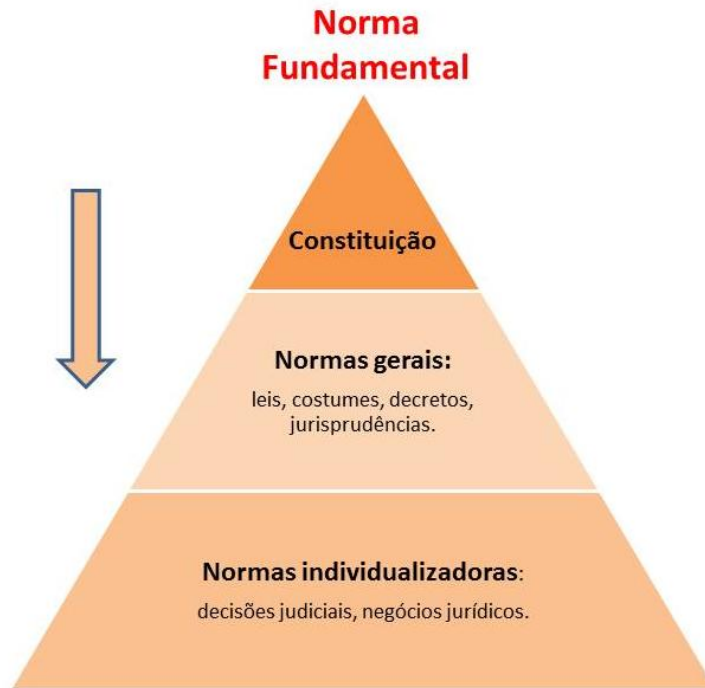 Norma
Fundamental
Constituição
Normas gerais:
leis, costumes, decretos,
jurisprudências.
Normas individualizadoras:
decisões judiciais, negócios jurídicos.